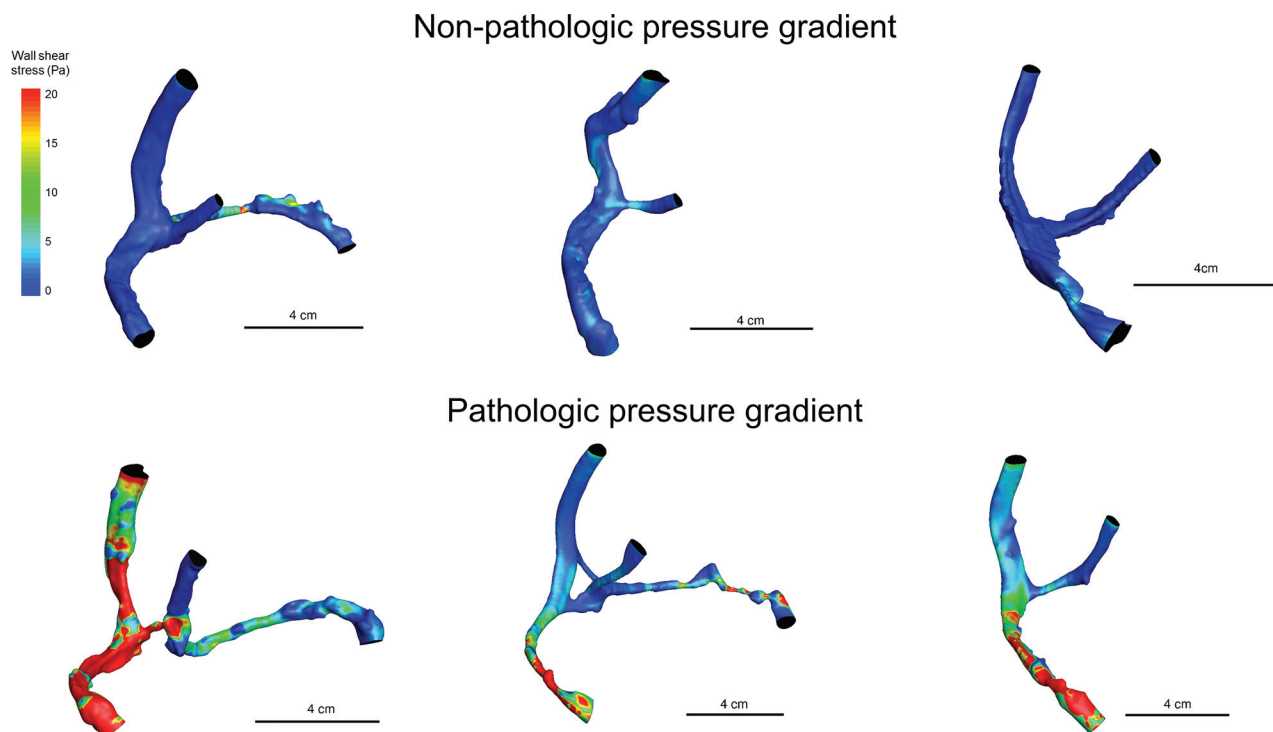 Non-pathologic pressure gradient
Wall shear
stress (Pa)
20
15
10
5
0
4 cm
4 cm
4cm
Pathologic pressure gradient
4 cm
4 cm
4 cm